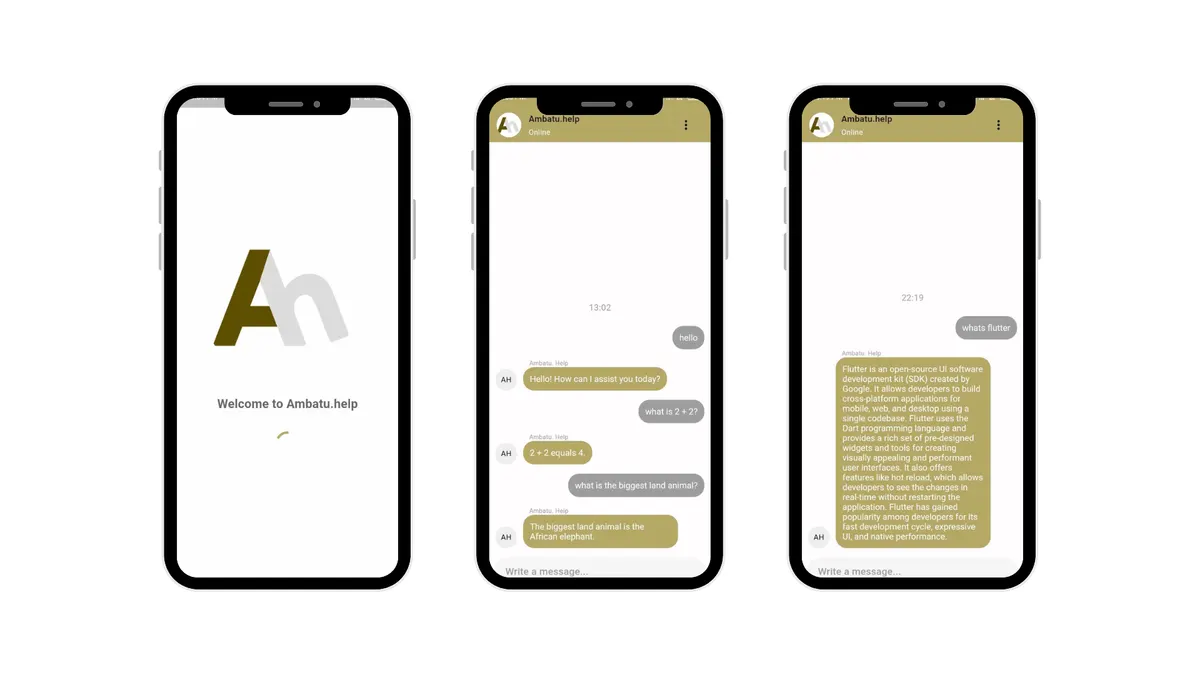 Ah
Welcome to Ambatu.help
Ah
Ambatu.help
Online
13:02
hello
Ambatu. Help
AH
Hello! How can I assist you today?
what is 2 + 2?
Ambatu. Help
AH
2 + 2 equals 4.
what is the biggest land animal?
Ambatu. Help
AH
The biggest land animal is the
African elephant.
Write a message...
Ah
Ambatu.help
Online
22:19
whats flutter
Ambatu. Help
Flutter is an open-source UI software
development kit (SDK) created by
Google. It allows developers to build
cross-platform applications for
mobile, web, and desktop using a
single codebase. Flutter uses the
Dart programming language and
provides a rich set of pre-designed
widgets and tools for creating
visually appealing and performant
user interfaces. It also offers
features like hot reload, which allows
developers to see the changes in
real-time without restarting the
application. Flutter has gained
popularity among developers for its
fast development cycle, expressive
UI, and native performance.
AH
Write a message...